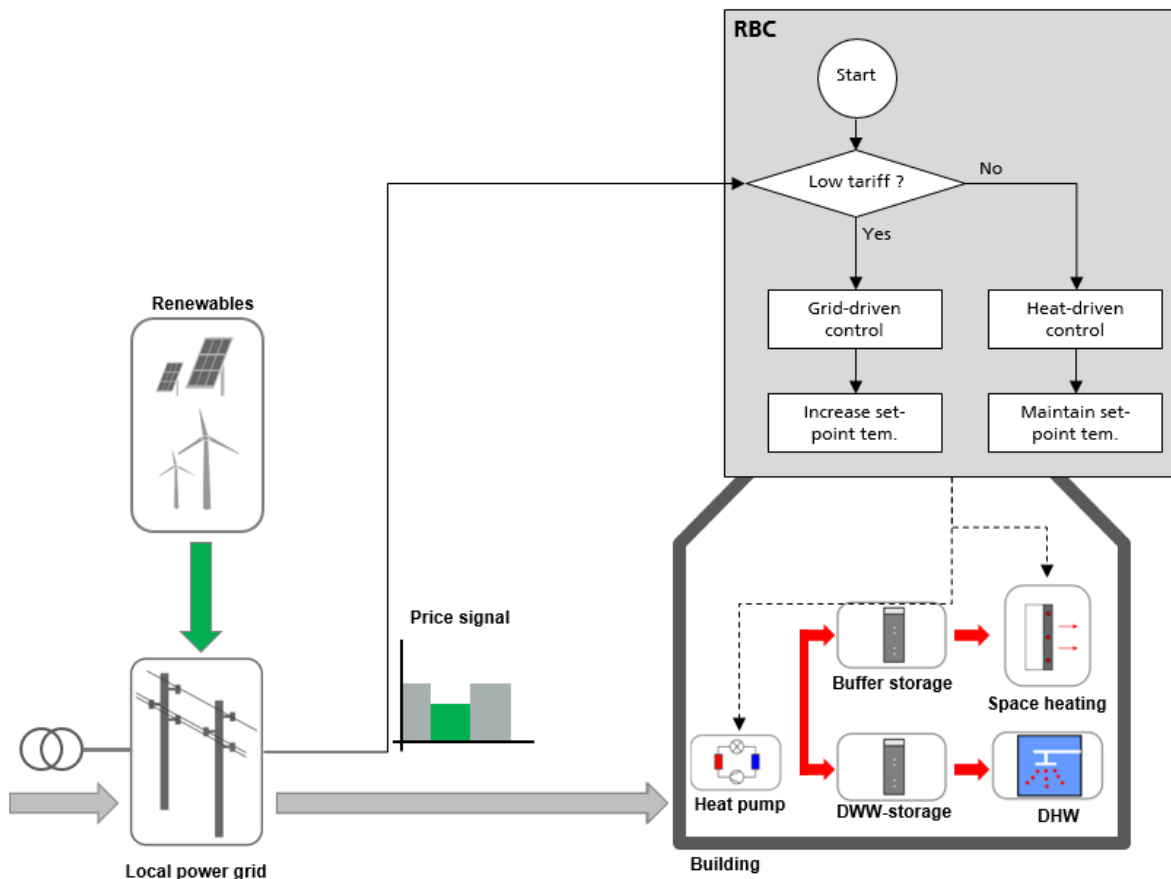 RBC
Start
Low tariff ?
No
Yes
Grid-driven
control
Heat-driven
control
Increase set-
point tem.
Maintain set-
point tem.
Renewables
Price signal
Buffer storage
Space heating
Heat pump
DWW-storage
DHW
Building
Local power grid